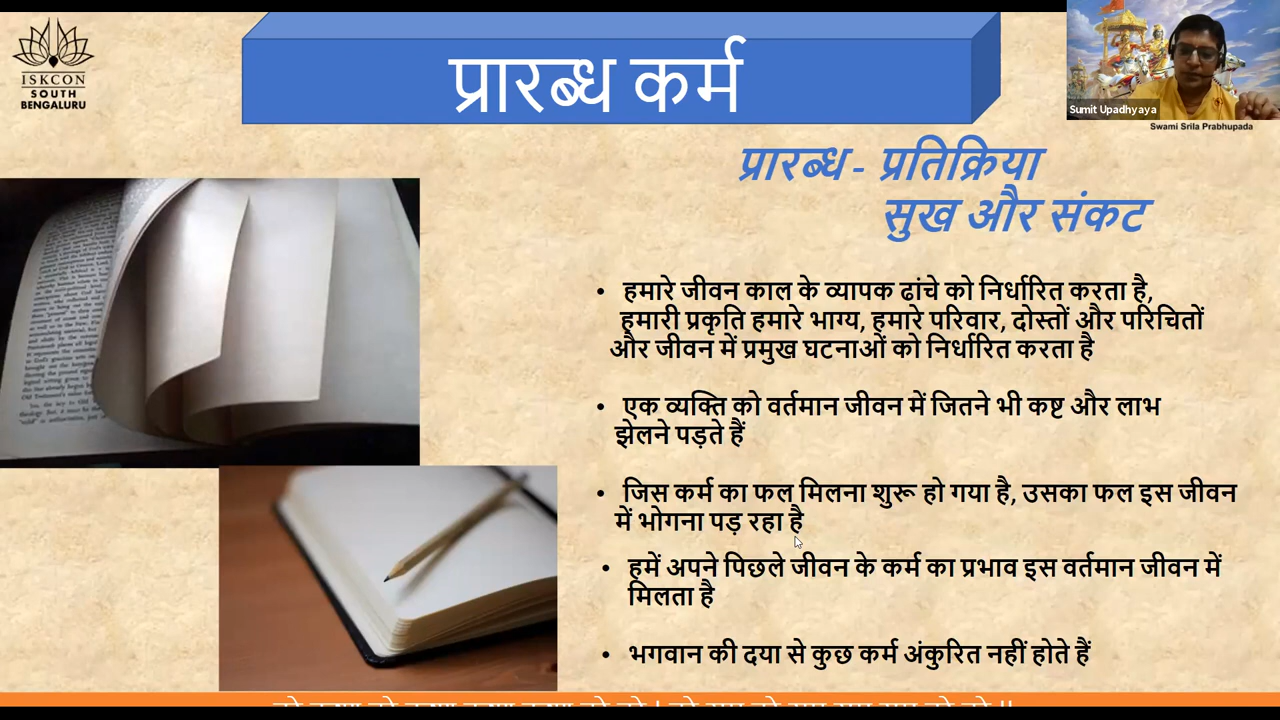 ISKCON
SOUTH
BENGALURU
प्रारब्ध कर्म
Sumit Upadhyaya
Swami Srila Prabhupada
प्रारब्ध - प्रतिक्रिया
सुख और संकट
• हमारे जीवन काल के व्यापक ढांचे को निर्धारित करता है,
हमारी प्रकृति हमारे भाग्य, हमारे परिवार, दोस्तों और परिचितों
और जीवन में प्रमुख घटनाओं को निर्धारित करता है
• एक व्यक्ति को वर्तमान जीवन में जितने भी कष्ट और लाभ
झेलने पड़ते हैं
• जिस कर्म का फल मिलना शुरू हो गया है, उसका फल इस जीवन
में भोगना पड़ रहा है
• हमें अपने पिछले जीवन के कर्म का प्रभाव इस वर्तमान जीवन में
मिलता है
• भगवान की दया से कुछ कर्म अंकुरित नहीं होते हैं